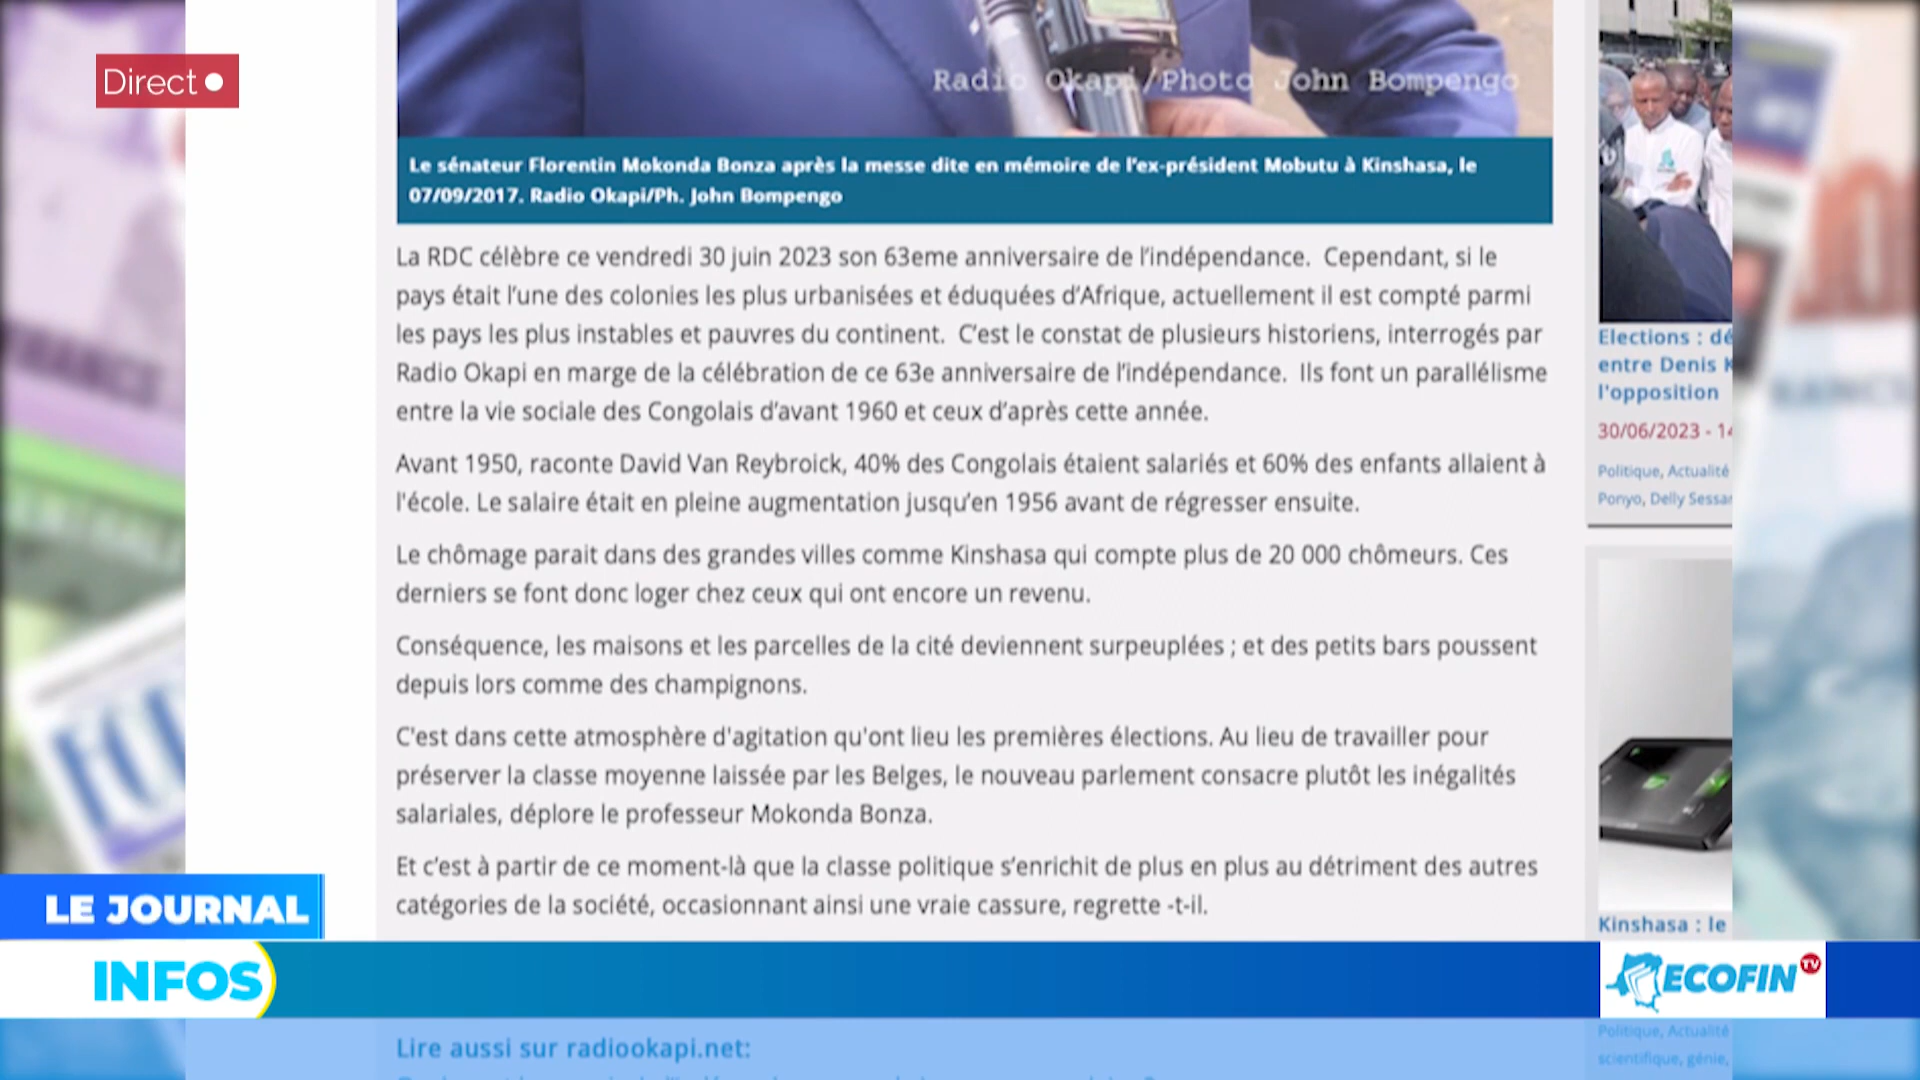 Direct
Radio Okapi/Photo John Bompengo
Le sénateur Florentin Mokonda Bonza après la messe dite en mémoire de l'ex-président Mobutu à Kinshasa, le
07/09/2017. Radio Okapi/Ph. John Bompengo
La RDC célèbre ce vendredi 30 juin 2023 son 63eme anniversaire de l'indépendance. Cependant, si le
pays était l'une des colonies les plus urbanisées et éduquées d'Afrique, actuellement il est compté parmi
les pays les plus instables et pauvres du continent. C'est le constat de plusieurs historiens, interrogés par
Radio Okapi en marge de la célébration de ce 63e anniversaire de l'indépendance. Ils font un parallélisme
entre la vie sociale des Congolais d'avant 1960 et ceux d'après cette année.
Avant 1950, raconte David Van Reybroick, 40% des Congolais étaient salariés et 60% des enfants allaient à
l'école. Le salaire était en pleine augmentation jusqu'en 1956 avant de régresser ensuite.
Le chômage parait dans des grandes villes comme Kinshasa qui compte plus de 20 000 chômeurs. Ces
derniers se font donc loger chez ceux qui ont encore un revenu.
Conséquence, les maisons et les parcelles de la cité deviennent surpeuplées ; et des petits bars poussent
depuis lors comme des champignons.
C'est dans cette atmosphère d'agitation qu'ont lieu les premières élections. Au lieu de travailler pour
préserver la classe moyenne laissée par les Belges, le nouveau parlement consacre plutôt les inégalités
salariales, déplore le professeur Mokonda Bonza.
Et c'est à partir de ce moment-là que la classe politique s'enrichit de plus en plus au détriment des autres
catégories de la société, occasionnant ainsi une vraie cassure, regrette -t-il.
Lire aussi sur radiookapi.net:
Elections : dé
entre Denis K
l'opposition
30/06/2023 - 14
Politique, Actualité
Ponyo, Delly Sessan
Kinshasa : le
Politique, Actualité
scientifique, génie,
LE JOURNAL
INFOS
ECOFIN TV